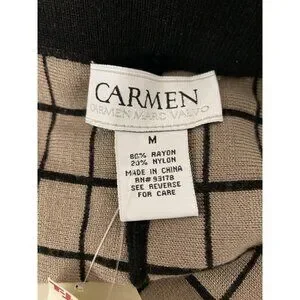 CARMEN
CARMEN MARC VALVO
M
80% RAYON
20% NYLON
MADE IN CHINA
RN# 93178
SEE REVERSE
FOR CARE